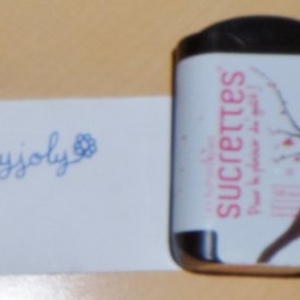 yjoly
sucrettes
Pour le plaisir du goût !